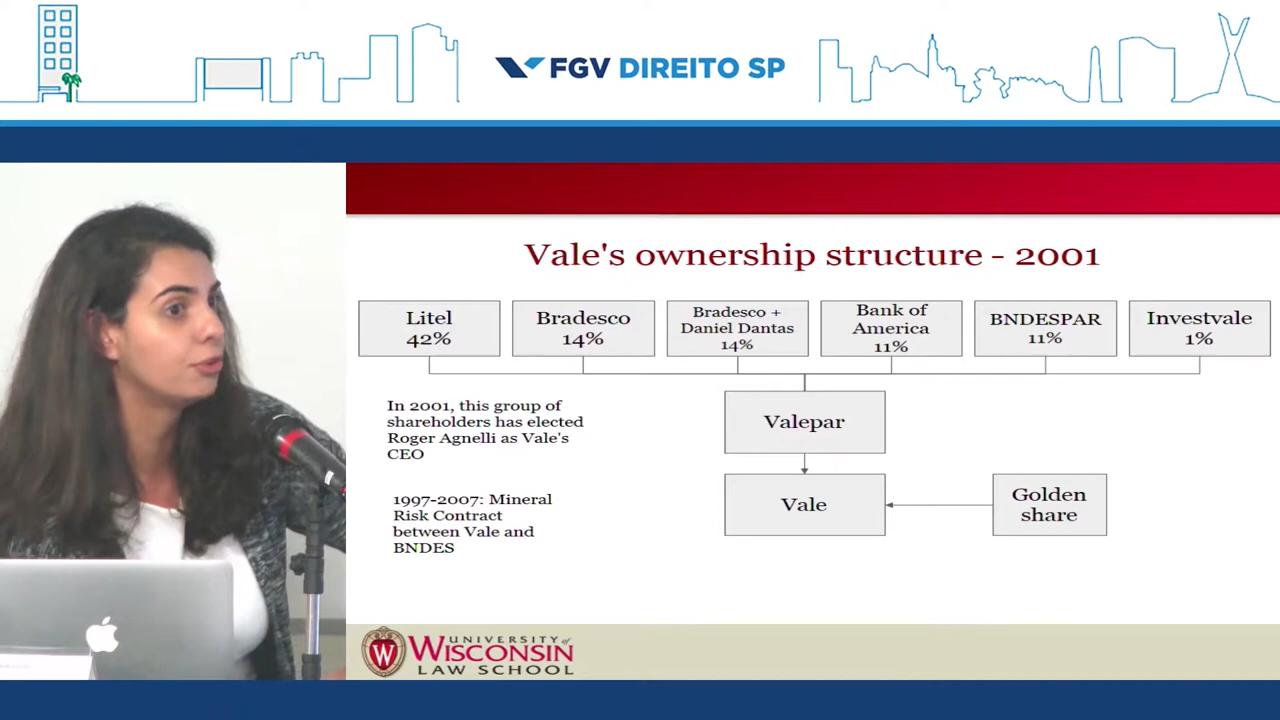 FGV DIREITO SP
Vale's ownership structure - 2001
Litel
42%
Bradesco
14%
Bradesco +
Daniel Dantas
14%
Bank of
America
11%
BNDESPAR
11%
Investvale
1%
In 2001, this group of
shareholders has elected
Roger Agnelli as Vale's
CEO
Valepar
1997-2007: Mineral
Risk Contract
between Vale and
BNDES
Vale
Golden
share
W
UNIVERSITY of
WISCONSIN
LAW SCHOOL